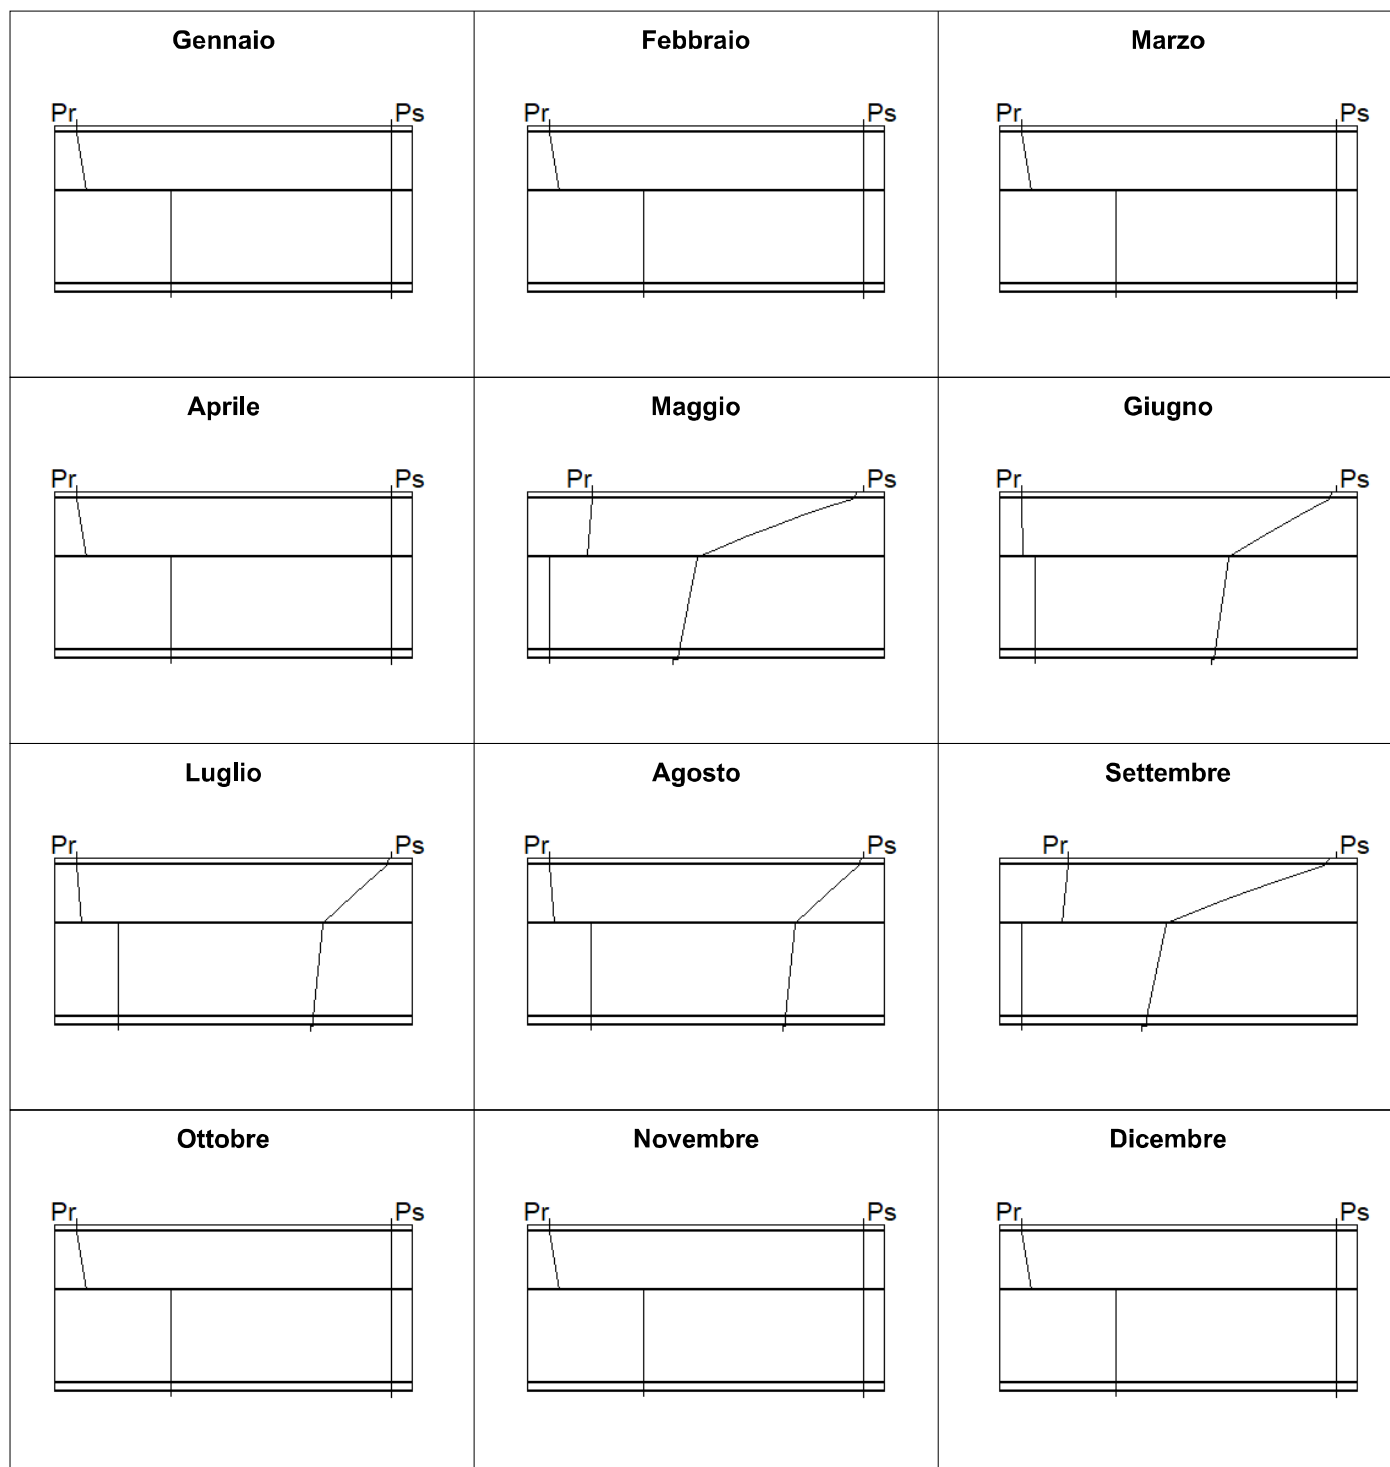 Gennaio Febbraio Marzo
Pr Ps Pr Ps Pr Ps
Aprile Maggio Giugno
Pr Ps Pr Ps Pr Ps
Luglio Agosto Settembre
Pr Ps Pr Ps Pr Ps
Ottobre Novembre Dicembre
Pr Ps Pr Ps Pr Ps